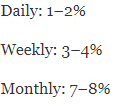 Daily: 1–2%
Weekly: 3–4%
Monthly: 7–8%